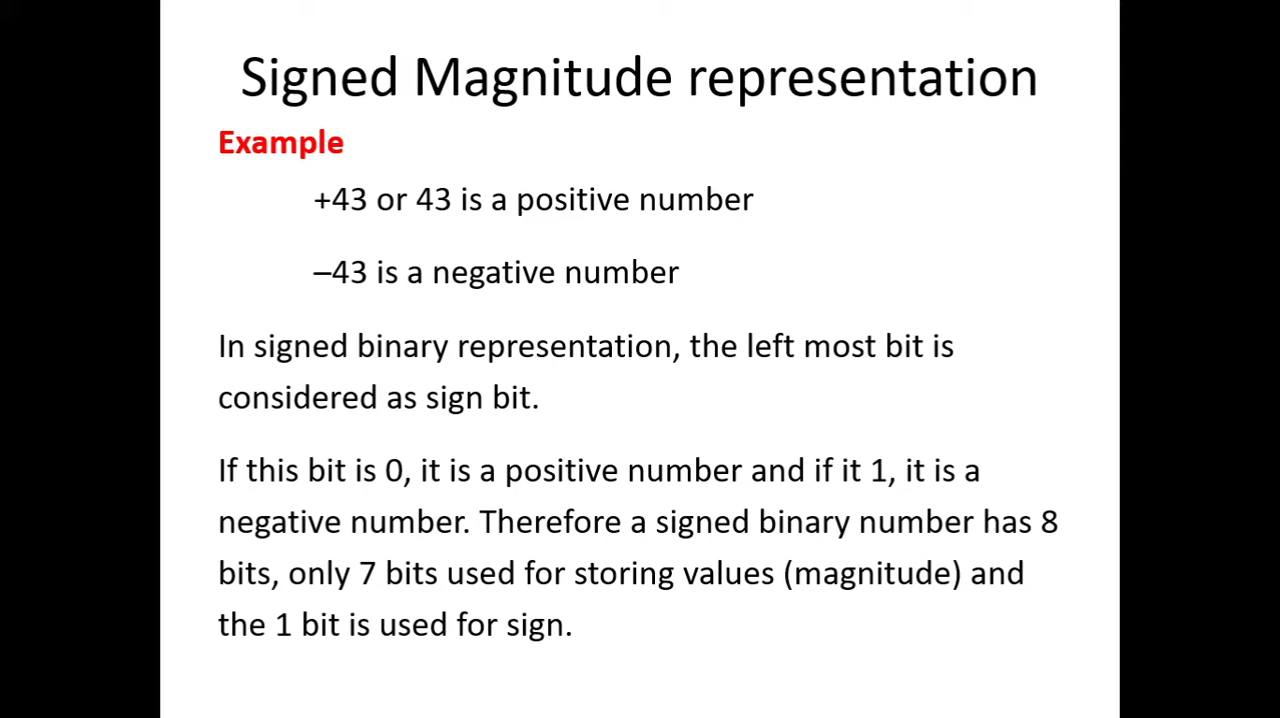 Signed Magnitude representation
Example
+43 or 43 is a positive number
–43 is a negative number
In signed binary representation, the left most bit is
considered as sign bit.
If this bit is 0, it is a positive number and if it 1, it is a
negative number. Therefore a signed binary number has 8
bits, only 7 bits used for storing values (magnitude) and
the 1 bit is used for sign.